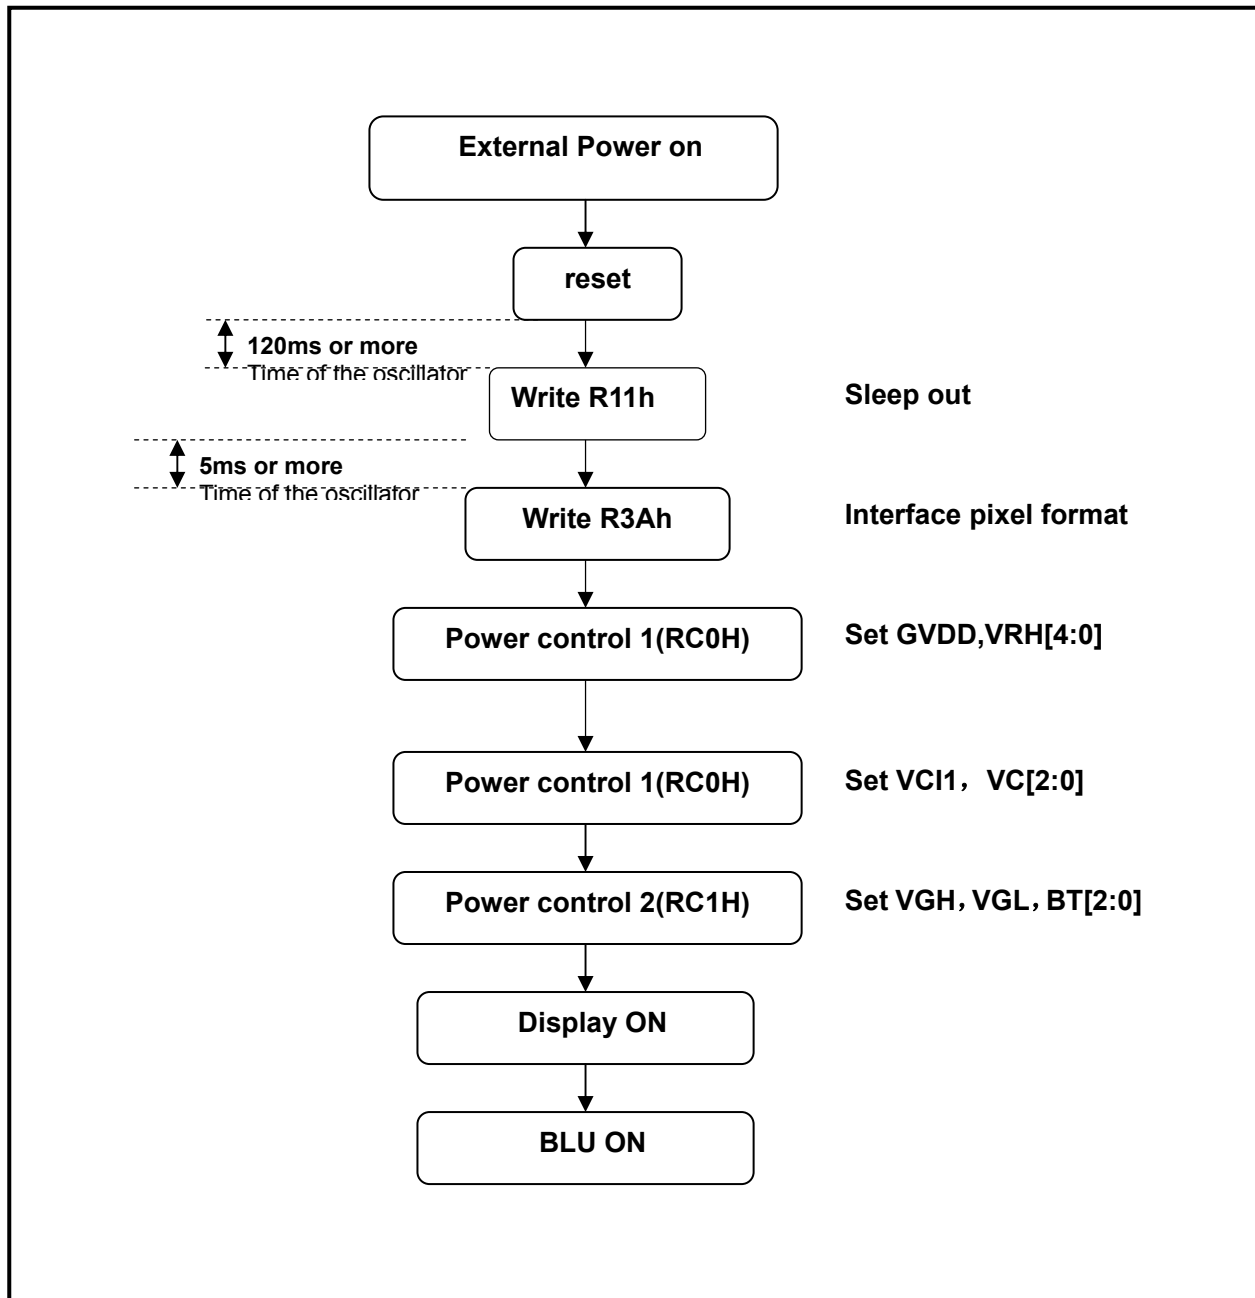 External Power on
reset
120ms or more
Time of the oscillator
Write R11h
Sleep out
5ms or more
Time of the oscillator
Write R3Ah
Interface pixel format
Power control 1(RC0H)
Set GVDD,VRH[4:0]
Power control 1(RC0H)
Set VCI1，VC[2:0]
Power control 2(RC1H)
Set VGH，VGL，BT[2:0]
Display ON
BLU ON